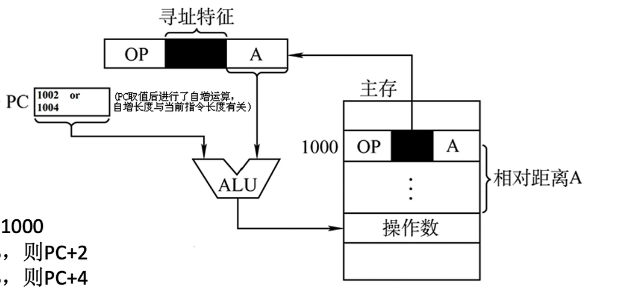 寻址特征
OP A
PC 1002 or
1004
(PC取值后进行了自增运算，
自增长度与当前指令长度有关)
主存
1000 OP A
相对距离A
ALU
操作数
1000
，则PC+2
，则PC+4